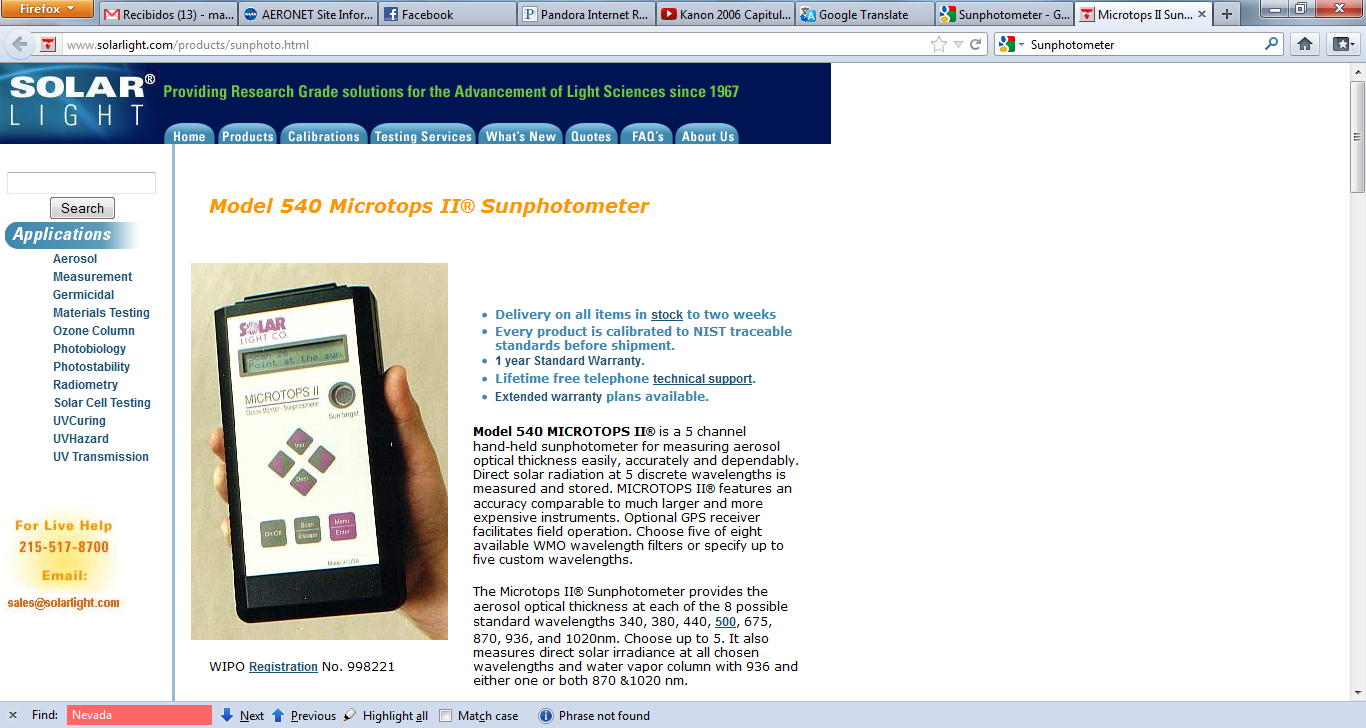 Firefox
Recibidos (13) - ma...
AERONET Site Infor...
Facebook
Pandora Internet R...
Kanon 2006 Capitul...
Google Translate
Sunphotometer - G...
Microtops II Sun...
www.solarlight.com/products/sunphoto.html
Sunphotometer
SOLAR®
LIGHT
Providing Research Grade solutions for the Advancement of Light Sciences since 1967
Home Products Calibrations Testing Services What's New Quotes FAQ's About Us
Search
Applications
Aerosol
Measurement
Germicidal
Materials Testing
Ozone Column
Photobiology
Photostability
Radiometry
Solar Cell Testing
UVCuring
UVHazard
UV Transmission
For Live Help
215-517-8700
Email:
sales@solarlight.com
Model 540 Microtops II® Sunphotometer
SOLAR
LIGHT CO.
Point at the sun
MICROTOPS II
Ozone Monitor - Sunphotometer
Sun target
Incr.
Decr.
On/Off
Scan
Escape
Menu
Enter
Made in USA
WIPO Registration No. 998221
• Delivery on all items in stock to two weeks
• Every product is calibrated to NIST traceable
standards before shipment.
• 1 year Standard Warranty.
• Lifetime free telephone technical support.
• Extended warranty plans available.
Model 540 MICROTOPS II® is a 5 channel
hand-held sunphotometer for measuring aerosol
optical thickness easily, accurately and dependably.
Direct solar radiation at 5 discrete wavelengths is
measured and stored. MICROTOPS II® features an
accuracy comparable to much larger and more
expensive instruments. Optional GPS receiver
facilitates field operation. Choose five of eight
available WMO wavelength filters or specify up to
five custom wavelengths.
The Microtops II® Sunphotometer provides the
aerosol optical thickness at each of the 8 possible
standard wavelengths 340, 380, 440, 500, 675,
870, 936, and 1020nm. Choose up to 5. It also
measures direct solar irradiance at all chosen
wavelengths and water vapor column with 936 and
either one or both 870 &1020 nm.
Find: Nevada Next Previous Highlight all Match case Phrase not found